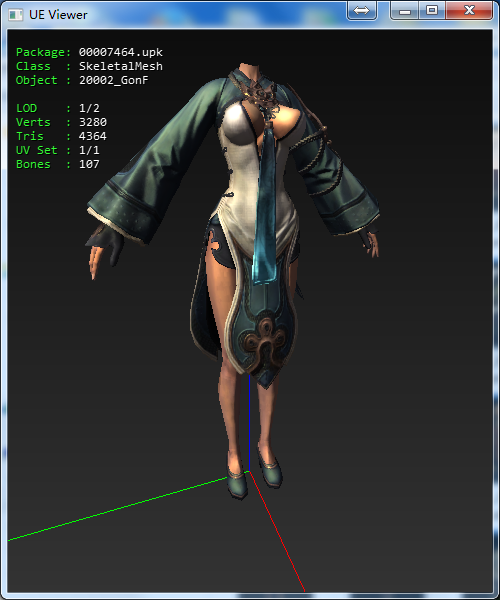 UE Viewer
Package: 00007464.upk
Class : SkeletalMesh
Object : 20002_GonF
LOD : 1/2
Verts : 3280
Tris : 4364
UV Set : 1/1
Bones : 107